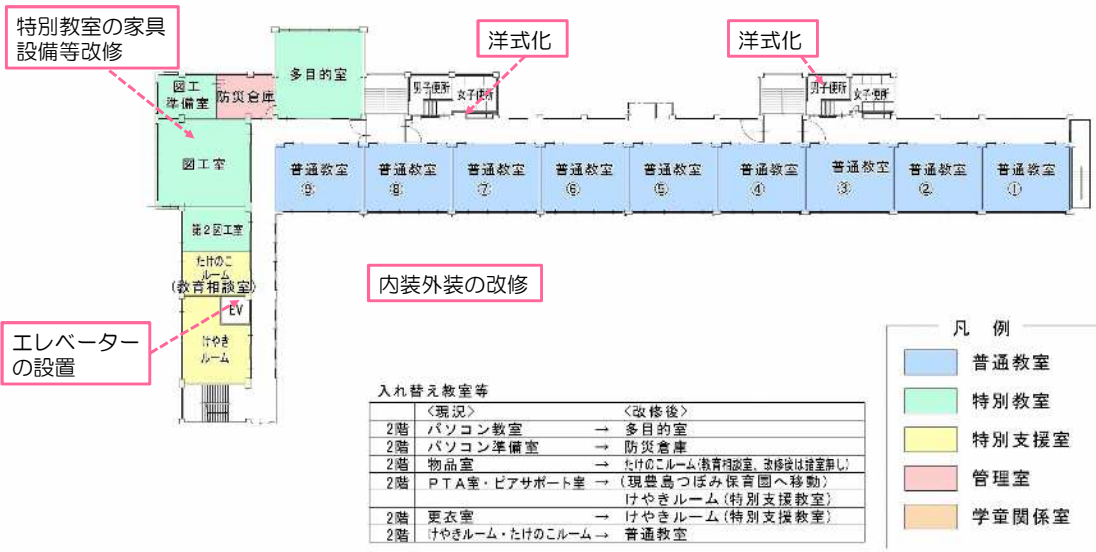 特別教室の家具
設備等改修
洋式化
洋式化
多目的室
図工
準備室
防災倉庫
男子便所
女子便所
男子便所
女子便所
図工室
普通教室
⑨
普通教室
⑧
普通教室
⑦
普通教室
⑥
普通教室
⑤
普通教室
④
普通教室
③
普通教室
②
普通教室
①
第2図工室
たけのこ
ルーム
(教育相談室)
EV
けやき
ルーム
エレベーター
の設置
内装外装の改修
凡 例
普通教室
特別教室
特別支援室
管理室
学童関係室
入れ替え教室等
〈現況〉 〈改修後〉
2階 パソコン教室 → 多目的室
2階 パソコン準備室 → 防災倉庫
2階 物品室 → たけのこルーム(教育相談室、改修後は諸室無し)
2階 PTA室・ピアサポート室 → (現豊島つぼみ保育園へ移動)
けやきルーム(特別支援教室)
2階 更衣室 → けやきルーム(特別支援教室)
2階 けやきルーム・たけのこルーム → 普通教室